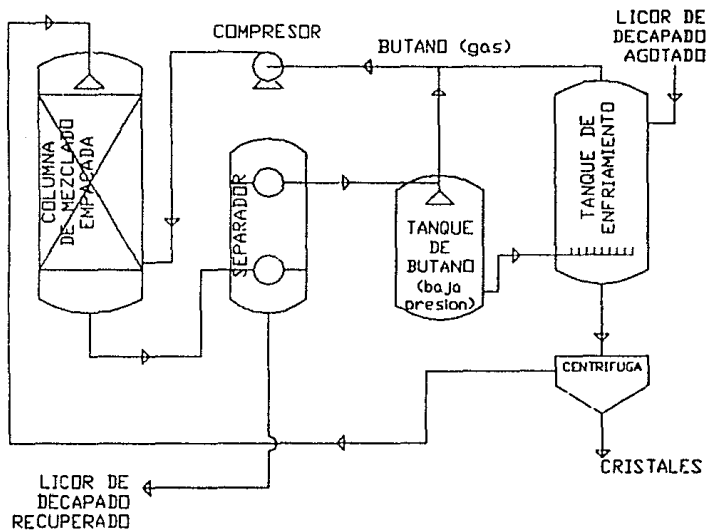 COMPRESOR
BUTANO (gas)
LICOR DE
DECAPADO
AGOTADO
COLUMNA
DE MEZCLADO
EMPACADA
SEPARADOR
TANQUE
DE
BUTANO
(baja
presion)
TANQUE DE
ENFRIAMIENTO
CENTRIFUGA
CRISTALES
LICOR DE
DECAPADO
RECUPERADO